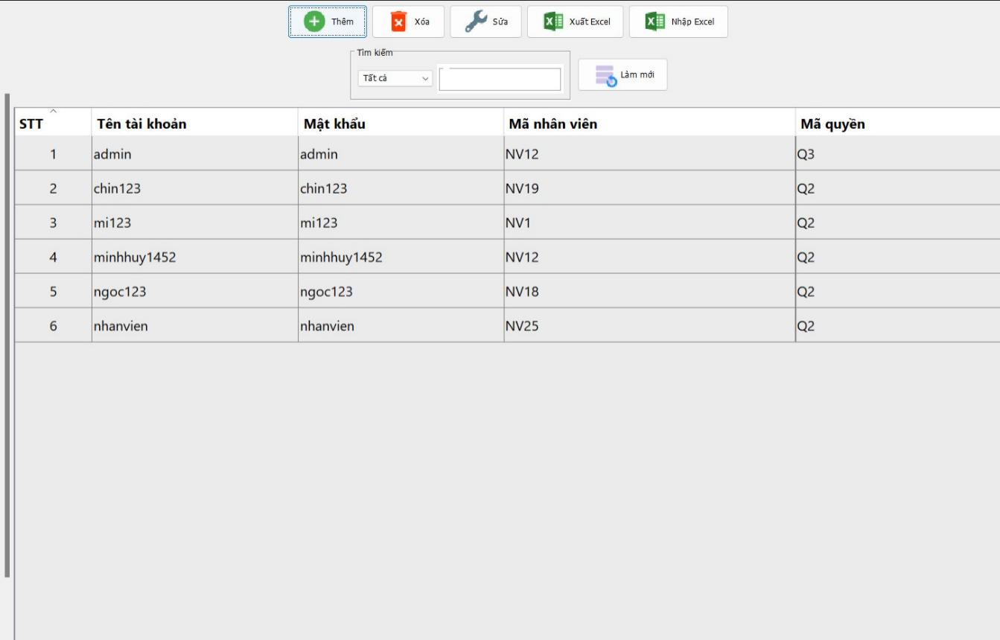 Thêm Xóa Sửa Xuất Excel Nhập Excel
Tìm kiếm
Tất cả Làm mới
STT Tên tài khoản Mật khẩu Mã nhân viên Mã quyền
1 admin admin NV12 Q3
2 chin123 chin123 NV19 Q2
3 mi123 mi123 NV1 Q2
4 minhhuy1452 minhhuy1452 NV12 Q2
5 ngoc123 ngoc123 NV18 Q2
6 nhanvien nhanvien NV25 Q2